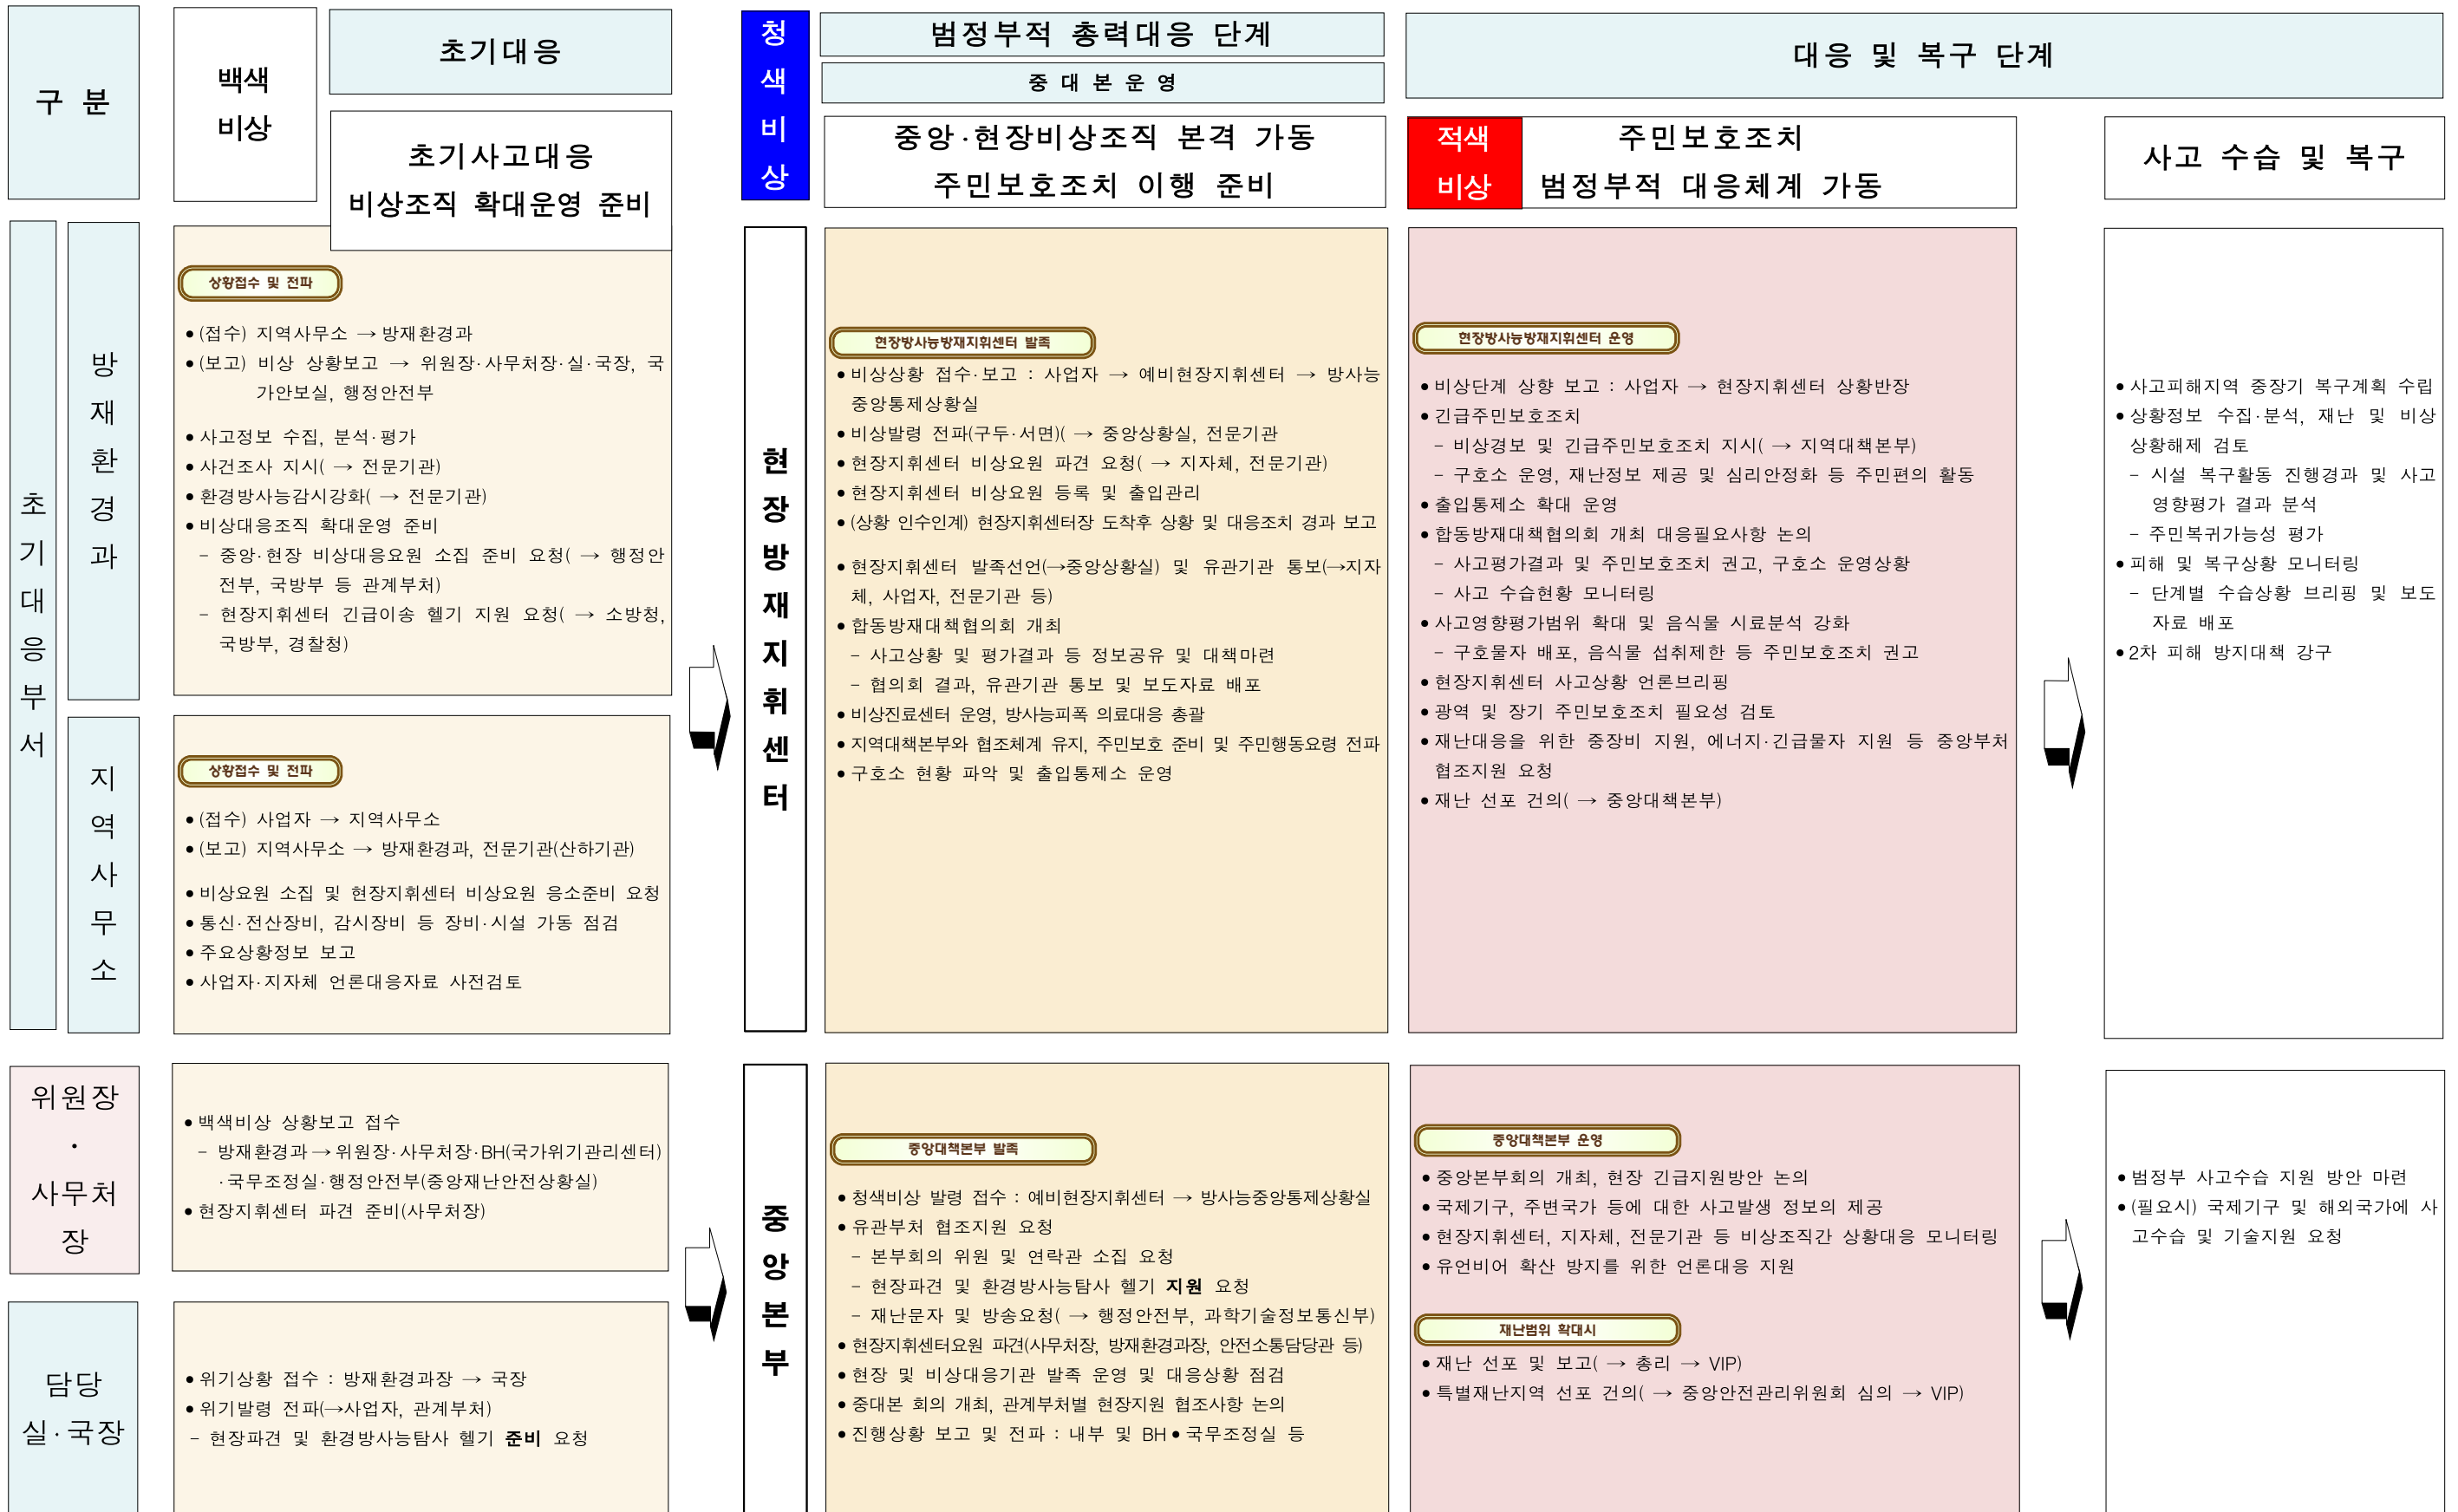 구 분
백색
비상
초기대응
초기사고대응
비상조직 확대운영 준비
청
색
비
상
범정부적 총력대응 단계
중 대 본 운 영
중앙·현장비상조직 본격 가동
주민보호조치 이행 준비
대응 및 복구 단계
적색
비상
주민보호조치
범정부적 대응체계 가동
사고 수습 및 복구
초
기
대
응
부
서
방
재
환
경
과
상황접수 및 전파
● (접수) 지역사무소 → 방재환경과
● (보고) 비상 상황보고 → 위원장·사무처장·실·국장, 국
가안보실, 행정안전부
● 사고정보 수집, 분석·평가
● 사건조사 지시( → 전문기관)
● 환경방사능감시강화( → 전문기관)
● 비상대응조직 확대운영 준비
- 중앙·현장 비상대응요원 소집 준비 요청( → 행정안
전부, 국방부 등 관계부처)
- 현장지휘센터 긴급이송 헬기 지원 요청( → 소방청,
국방부, 경찰청)
지
역
사
무
소
상황접수 및 전파
● (접수) 사업자 → 지역사무소
● (보고) 지역사무소 → 방재환경과, 전문기관(산하기관)
● 비상요원 소집 및 현장지휘센터 비상요원 응소준비 요청
● 통신·전산장비, 감시장비 등 장비·시설 가동 점검
● 주요상황정보 보고
● 사업자·지자체 언론대응자료 사전검토
현
장
방
재
지
휘
센
터
현장방사능방재지휘센터 발족
● 비상상황 접수·보고 : 사업자 → 예비현장지휘센터 → 방사능
중앙통제상황실
● 비상발령 전파(구두·서면)( → 중앙상황실, 전문기관
● 현장지휘센터 비상요원 파견 요청( → 지자체, 전문기관)
● 현장지휘센터 비상요원 등록 및 출입관리
● (상황 인수인계) 현장지휘센터장 도착후 상황 및 대응조치 경과 보고
● 현장지휘센터 발족선언(→중앙상황실) 및 유관기관 통보(→지자
체, 사업자, 전문기관 등)
● 합동방재대책협의회 개최
- 사고상황 및 평가결과 등 정보공유 및 대책마련
- 협의회 결과, 유관기관 통보 및 보도자료 배포
● 비상진료센터 운영, 방사능피폭 의료대응 총괄
● 지역대책본부와 협조체계 유지, 주민보호 준비 및 주민행동요령 전파
● 구호소 현황 파악 및 출입통제소 운영
현장방사능방재지휘센터 운영
● 비상단계 상향 보고 : 사업자 → 현장지휘센터 상황반장
● 긴급주민보호조치
- 비상경보 및 긴급주민보호조치 지시( → 지역대책본부)
- 구호소 운영, 재난정보 제공 및 심리안정화 등 주민편의 활동
● 출입통제소 확대 운영
● 합동방재대책협의회 개최 대응필요사항 논의
- 사고평가결과 및 주민보호조치 권고, 구호소 운영상황
- 사고 수습현황 모니터링
● 사고영향평가범위 확대 및 음식물 시료분석 강화
- 구호물자 배포, 음식물 섭취제한 등 주민보호조치 권고
● 현장지휘센터 사고상황 언론브리핑
● 광역 및 장기 주민보호조치 필요성 검토
● 재난대응을 위한 중장비 지원, 에너지·긴급물자 지원 등 중앙부처
협조지원 요청
● 재난 선포 건의( → 중앙대책본부)
● 사고피해지역 중장기 복구계획 수립
● 상황정보 수집·분석, 재난 및 비상
상황해제 검토
- 시설 복구활동 진행경과 및 사고
영향평가 결과 분석
- 주민복귀가능성 평가
● 피해 및 복구상황 모니터링
- 단계별 수습상황 브리핑 및 보도
자료 배포
● 2차 피해 방지대책 강구
위원장
·
사무처
장
● 백색비상 상황보고 접수
- 방재환경과→위원장·사무처장·BH(국가위기관리센터)
·국무조정실·행정안전부(중앙재난안전상황실)
● 현장지휘센터 파견 준비(사무처장)
담당
실·국장
● 위기상황 접수 : 방재환경과장 → 국장
● 위기발령 전파(→사업자, 관계부처)
- 현장파견 및 환경방사능탐사 헬기 준비 요청
중
앙
본
부
중앙대책본부 발족
● 청색비상 발령 접수 : 예비현장지휘센터 → 방사능중앙통제상황실
● 유관부처 협조지원 요청
- 본부회의 위원 및 연락관 소집 요청
- 현장파견 및 환경방사능탐사 헬기 지원 요청
- 재난문자 및 방송요청( → 행정안전부, 과학기술정보통신부)
● 현장지휘센터요원 파견(사무처장, 방재환경과장, 안전소통담당관 등)
● 현장 및 비상대응기관 발족 운영 및 대응상황 점검
● 중대본 회의 개최, 관계부처별 현장지원 협조사항 논의
● 진행상황 보고 및 전파 : 내부 및 BH●국무조정실 등
중앙대책본부 운영
● 중앙본부회의 개최, 현장 긴급지원방안 논의
● 국제기구, 주변국가 등에 대한 사고발생 정보의 제공
● 현장지휘센터, 지자체, 전문기관 등 비상조직간 상황대응 모니터링
● 유언비어 확산 방지를 위한 언론대응 지원
재난범위 확대시
● 재난 선포 및 보고( → 총리 → VIP)
● 특별재난지역 선포 건의( → 중앙안전관리위원회 심의 → VIP)
● 범정부 사고수습 지원 방안 마련
● (필요시) 국제기구 및 해외국가에 사
고수습 및 기술지원 요청